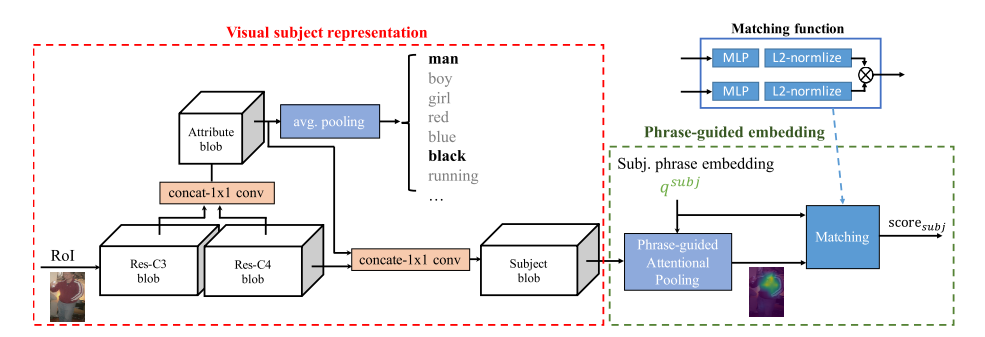 Visual subject representation
man
boy
girl
red
blue
black
running
...
avg. pooling
Attribute
blob
concat-1x1 conv
RoI
Res-C3
blob
Res-C4
blob
concate-1x1 conv
Subject
blob
Matching function
MLP
L2-normlize
MLP
L2-normlize
Phrase-guided embedding
Subj. phrase embedding
q^subj
Phrase-guided
Attentional
Pooling
Matching
score_subj